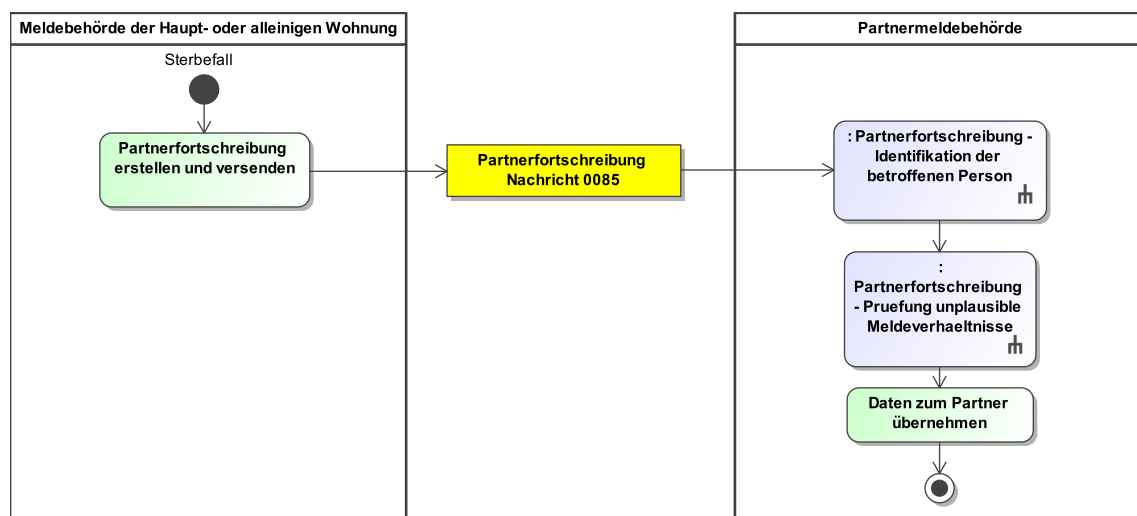 Meldebehörde der Haupt- oder alleinigen Wohnung
Sterbefall
Partnerfortschreibung
erstellen und versenden
Partnerfortschreibung
Nachricht 0085
Partnermeldebehörde
: Partnerfortschreibung -
Identifikation der
betroffenen Person
:
Partnerfortschreibung
- Pruefung unplausible
Meldeverhaeltnisse
Daten zum Partner
übernehmen